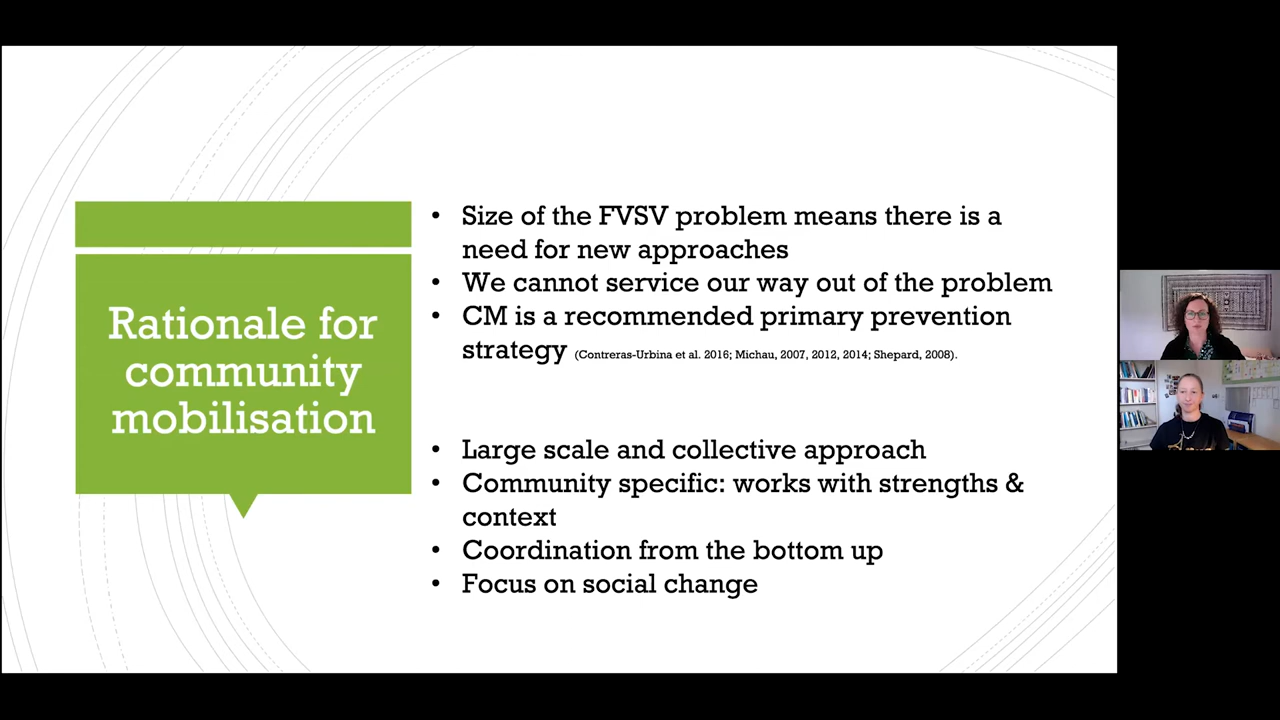 Rationale for
community
mobilisation
• Size of the FVSV problem means there is a
need for new approaches
• We cannot service our way out of the problem
• CM is a recommended primary prevention
strategy (Contreras-Urbina et al. 2016; Michau, 2007, 2012, 2014; Shepard, 2008).
• Large scale and collective approach
• Community specific: works with strengths &
context
• Coordination from the bottom up
• Focus on social change